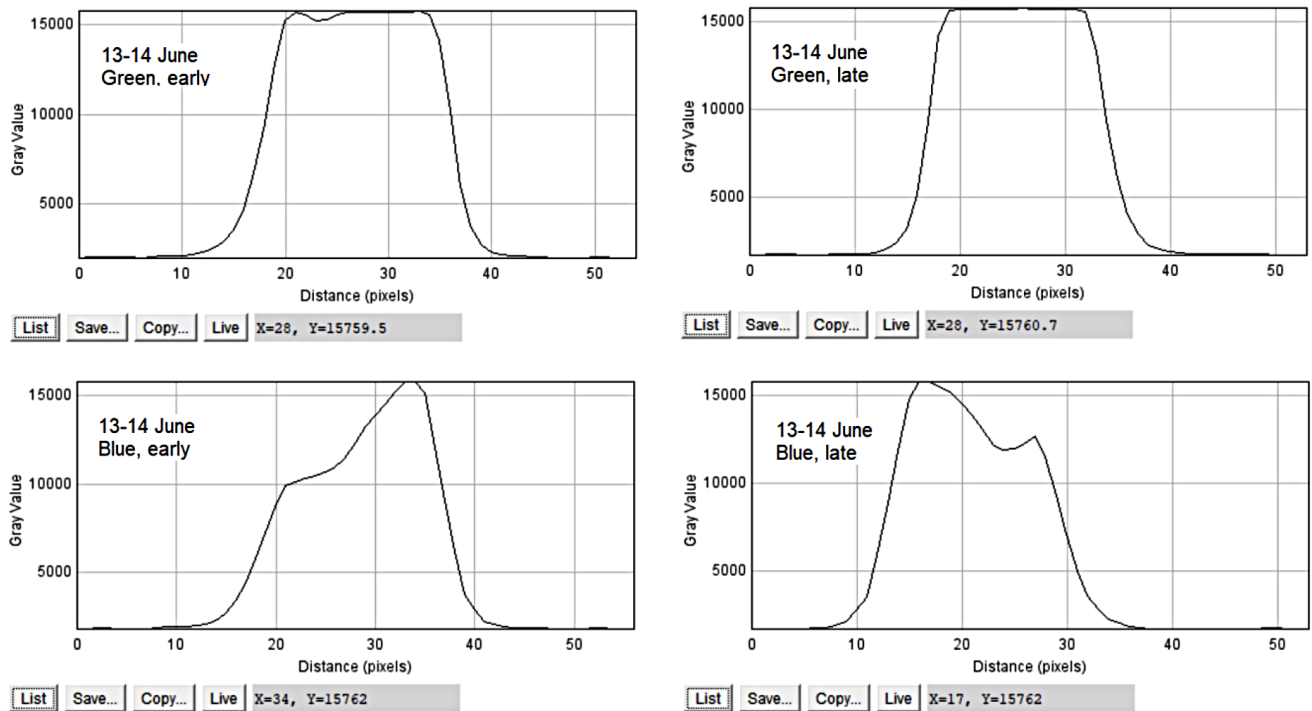 15000
10000
5000
Gray Value
13-14 June
Green, early
0 10 20 30 40 50
Distance (pixels)
List Save... Copy... Live X=28, Y=15759.5
15000
10000
5000
Gray Value
13-14 June
Green, late
0 10 20 30 40 50
Distance (pixels)
List Save... Copy... Live X=28, Y=15760.7
15000
10000
5000
Gray Value
13-14 June
Blue, early
0 10 20 30 40 50
Distance (pixels)
List Save... Copy... Live X=34, Y=15762
15000
10000
5000
Gray Value
13-14 June
Blue, late
0 10 20 30 40 50
Distance (pixels)
List Save... Copy... Live X=17, Y=15762